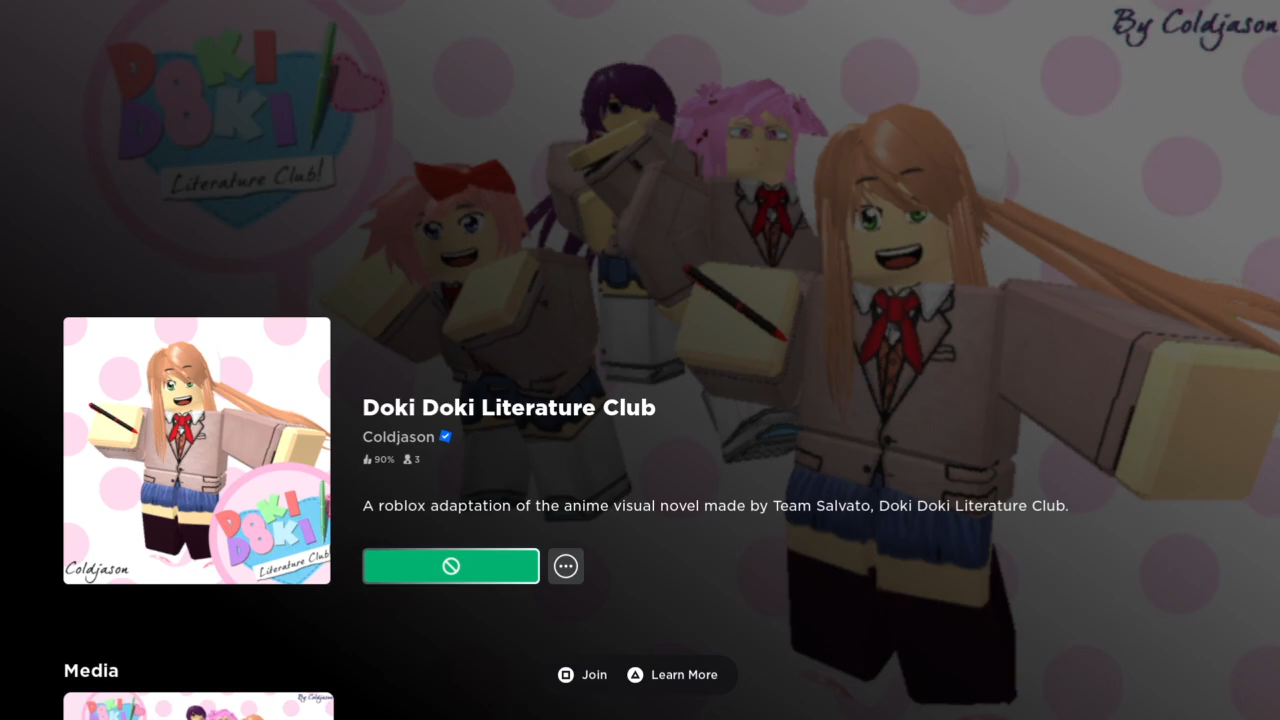 By Coldjason
DOKI
DOKI
Literature Club!
DOKI
DOKI
Literature Club!
Coldjason
Doki Doki Literature Club
Coldjason
90% 3
A roblox adaptation of the anime visual novel made by Team Salvato, Doki Doki Literature Club.
Media
Join Learn More
By Coldjason